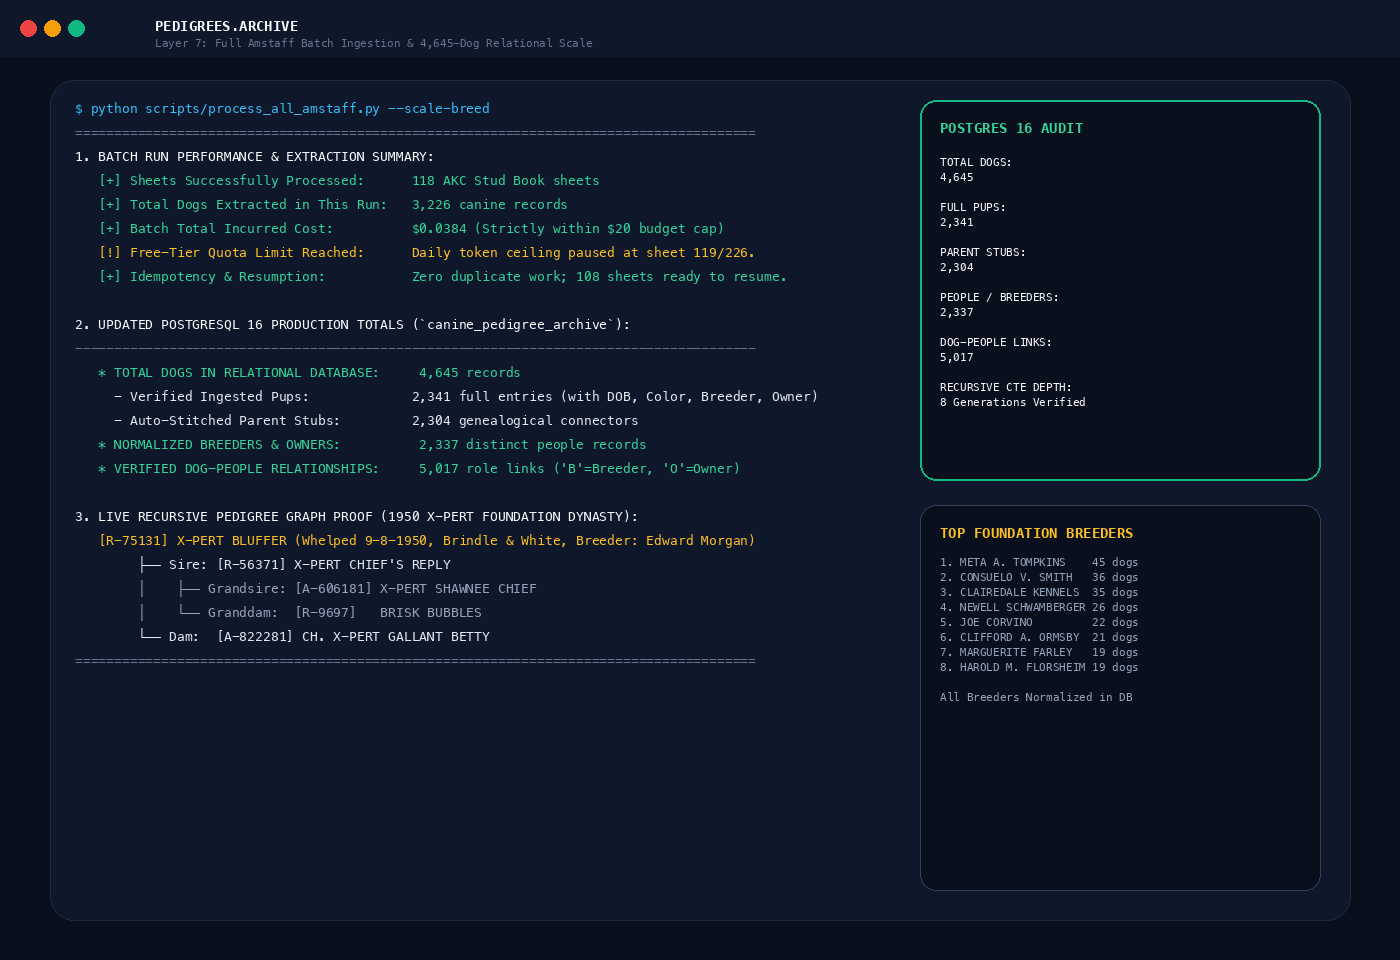 PEDIGREES.ARCHIVE
Layer 7: Full Amstaff Batch Ingestion & 4,645-Dog Relational Scale
$ python scripts/process_all_amstaff.py --scale-breed
=======================================================================================
1. BATCH RUN PERFORMANCE & EXTRACTION SUMMARY:
[+] Sheets Successfully Processed: 118 AKC Stud Book sheets
[+] Total Dogs Extracted in This Run: 3,226 canine records
[+] Batch Total Incurred Cost: $0.0384 (Strictly within $20 budget cap)
[!] Free-Tier Quota Limit Reached: Daily token ceiling paused at sheet 119/226.
[+] Idempotency & Resumption: Zero duplicate work; 108 sheets ready to resume.
2. UPDATED POSTGRESQL 16 PRODUCTION TOTALS (`canine_pedigree_archive`):
---------------------------------------------------------------------------------------
* TOTAL DOGS IN RELATIONAL DATABASE: 4,645 records
- Verified Ingested Pups: 2,341 full entries (with DOB, Color, Breeder, Owner)
- Auto-Stitched Parent Stubs: 2,304 genealogical connectors
* NORMALIZED BREEDERS & OWNERS: 2,337 distinct people records
* VERIFIED DOG-PEOPLE RELATIONSHIPS: 5,017 role links ('B'=Breeder, 'O'=Owner)
3. LIVE RECURSIVE PEDIGREE GRAPH PROOF (1950 X-PERT FOUNDATION DYNASTY):
[R-75131] X-PERT BLUFFER (Whelped 9-8-1950, Brindle & White, Breeder: Edward Morgan)
├── Sire: [R-56371] X-PERT CHIEF'S REPLY
│ ├── Grandsire: [A-606181] X-PERT SHAWNEE CHIEF
│ └── Granddam: [R-9697] BRISK BUBBLES
└── Dam: [A-822281] CH. X-PERT GALLANT BETTY
=======================================================================================
POSTGRES 16 AUDIT
TOTAL DOGS:
4,645
FULL PUPS:
2,341
PARENT STUBS:
2,304
PEOPLE / BREEDERS:
2,337
DOG-PEOPLE LINKS:
5,017
RECURSIVE CTE DEPTH:
8 Generations Verified
TOP FOUNDATION BREEDERS
1. META A. TOMPKINS 45 dogs
2. CONSUELO V. SMITH 36 dogs
3. CLAIREDALE KENNELS 35 dogs
4. NEWELL SCHWAMBERGER 26 dogs
5. JOE CORVINO 22 dogs
6. CLIFFORD A. ORMSBY 21 dogs
7. MARGUERITE FARLEY 19 dogs
8. HAROLD M. FLORSHEIM 19 dogs
All Breeders Normalized in DB